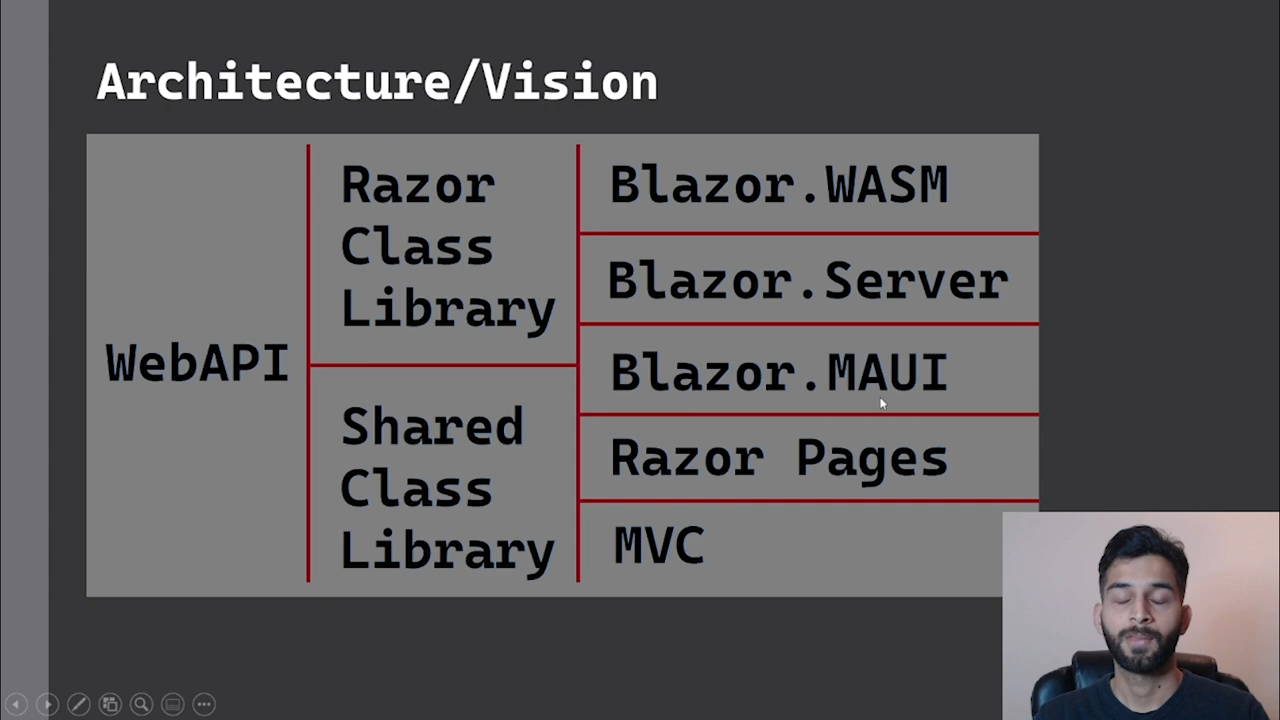 Architecture/Vision
WebAPI
Razor
Class
Library
Shared
Class
Library
Blazor.WASM
Blazor.Server
Blazor.MAUI
Razor Pages
MVC